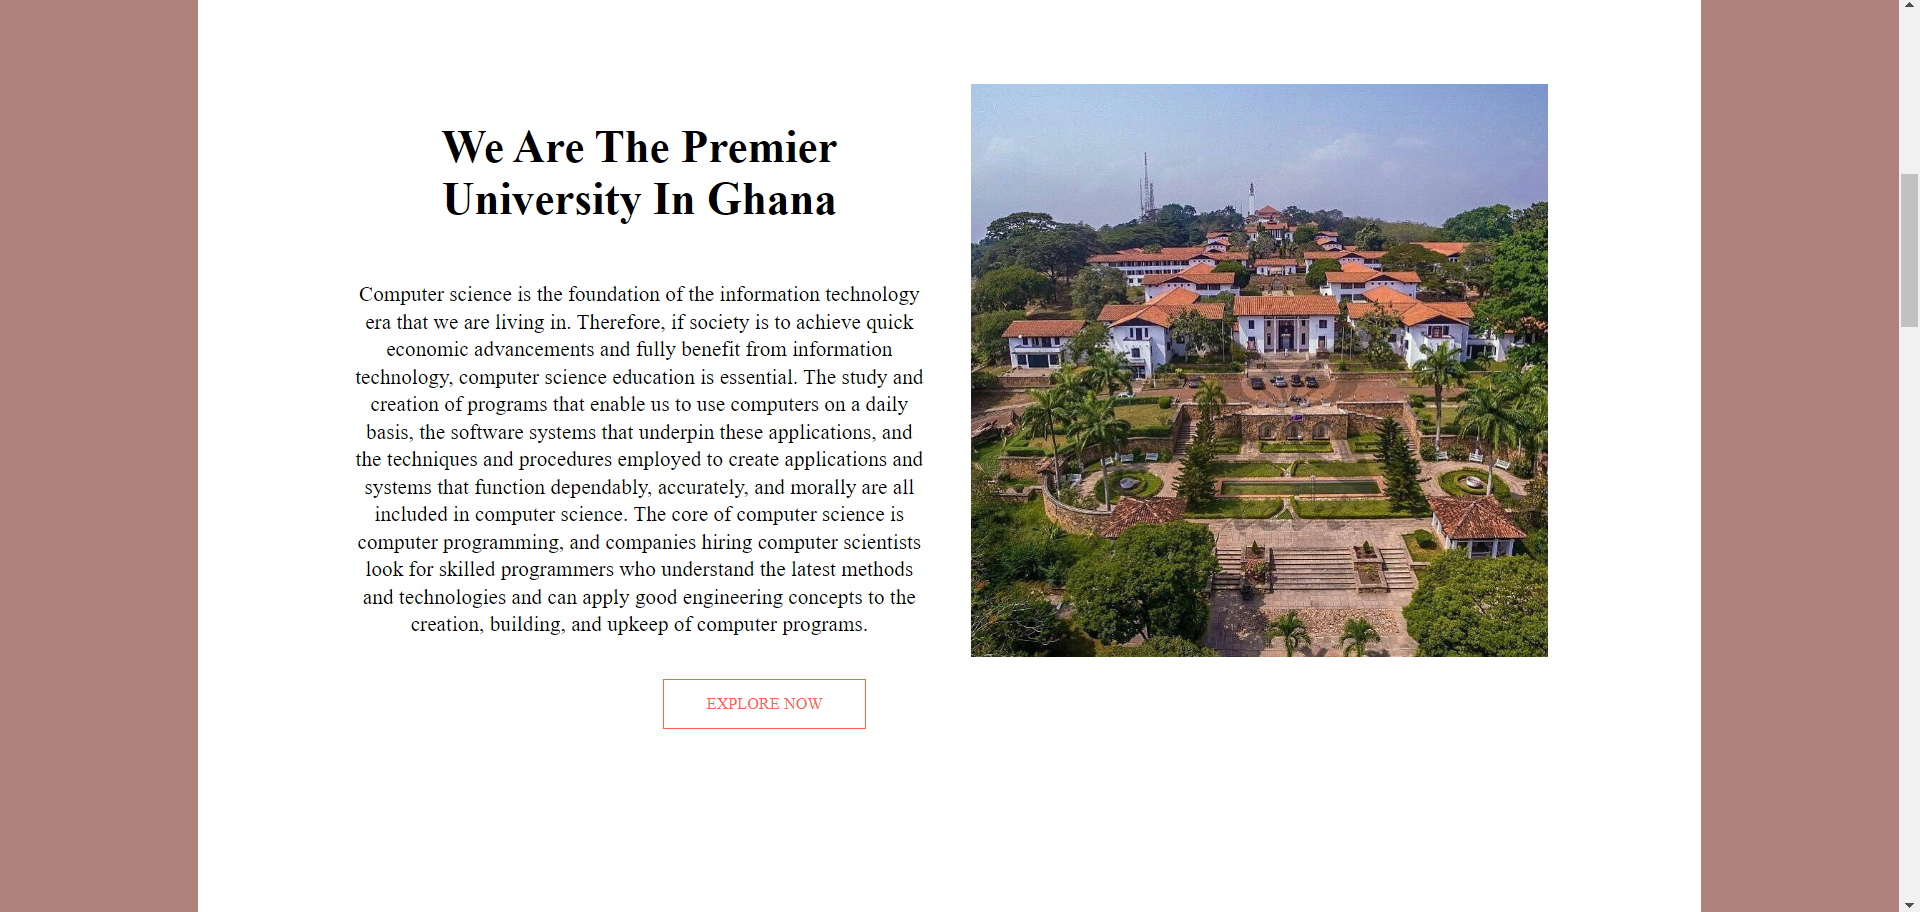 We Are The Premier
University In Ghana
Computer science is the foundation of the information technology
era that we are living in. Therefore, if society is to achieve quick
economic advancements and fully benefit from information
technology, computer science education is essential. The study and
creation of programs that enable us to use computers on a daily
basis, the software systems that underpin these applications, and
the techniques and procedures employed to create applications and
systems that function dependably, accurately, and morally are all
included in computer science. The core of computer science is
computer programming, and companies hiring computer scientists
look for skilled programmers who understand the latest methods
and technologies and can apply good engineering concepts to the
creation, building, and upkeep of computer programs.
EXPLORE NOW